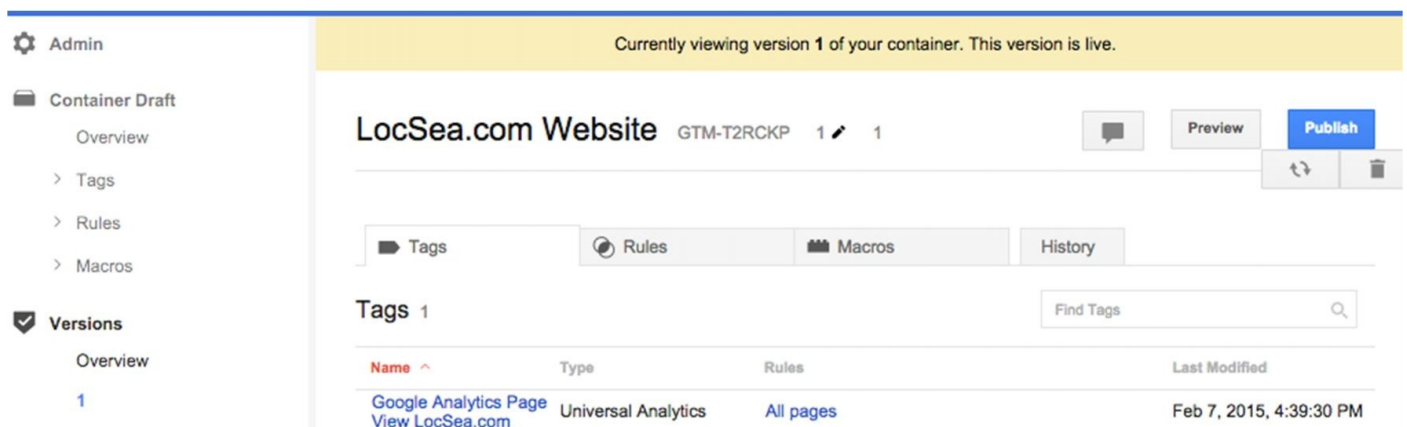 Admin
Currently viewing version 1 of your container. This version is live.
Container Draft
Overview
LocSea.com Website GTM-T2RCKP 1 1
Preview
Publish
> Tags
> Rules
> Macros
Tags
Rules
Macros
History
Tags 1
Find Tags
Versions
Overview
1
Name Type Rules Last Modified
Google Analytics Page
View LocSea.com
Universal Analytics
All pages
Feb 7, 2015, 4:39:30 PM